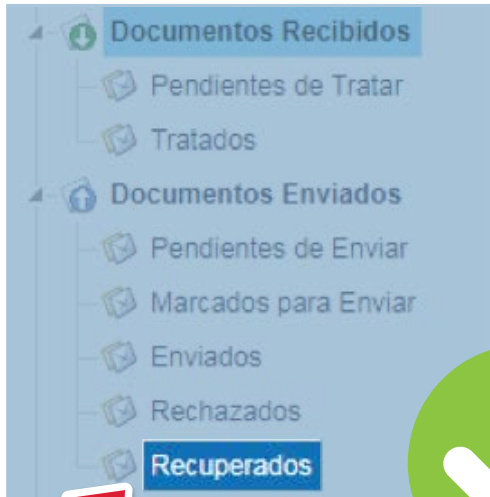 Documentos Recibidos
Pendientes de Tratar
Tratados
Documentos Enviados
Pendientes de Enviar
Marcados para Enviar
Enviados
Rechazados
Recuperados